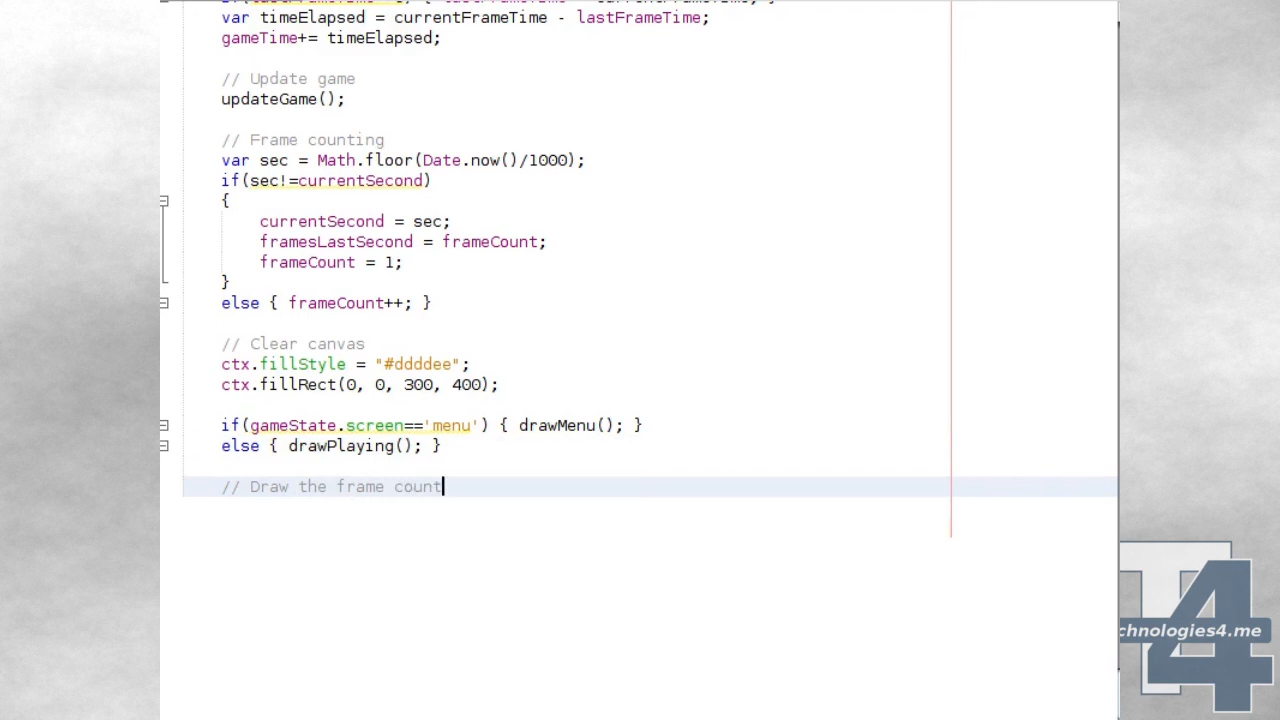 var timeElapsed = currentFrameTime - lastFrameTime;
gameTime+= timeElapsed;
// Update game
updateGame();
// Frame counting
var sec = Math.floor(Date.now()/1000);
if(sec!=currentSecond)
{
currentSecond = sec;
framesLastSecond = frameCount;
frameCount = 1;
}
else { frameCount++; }
// Clear canvas
ctx.fillStyle = "#ddddee";
ctx.fillRect(0, 0, 300, 400);
if(gameState.screen=='menu') { drawMenu(); }
else { drawPlaying(); }
// Draw the frame count
T4
chnologies4.me